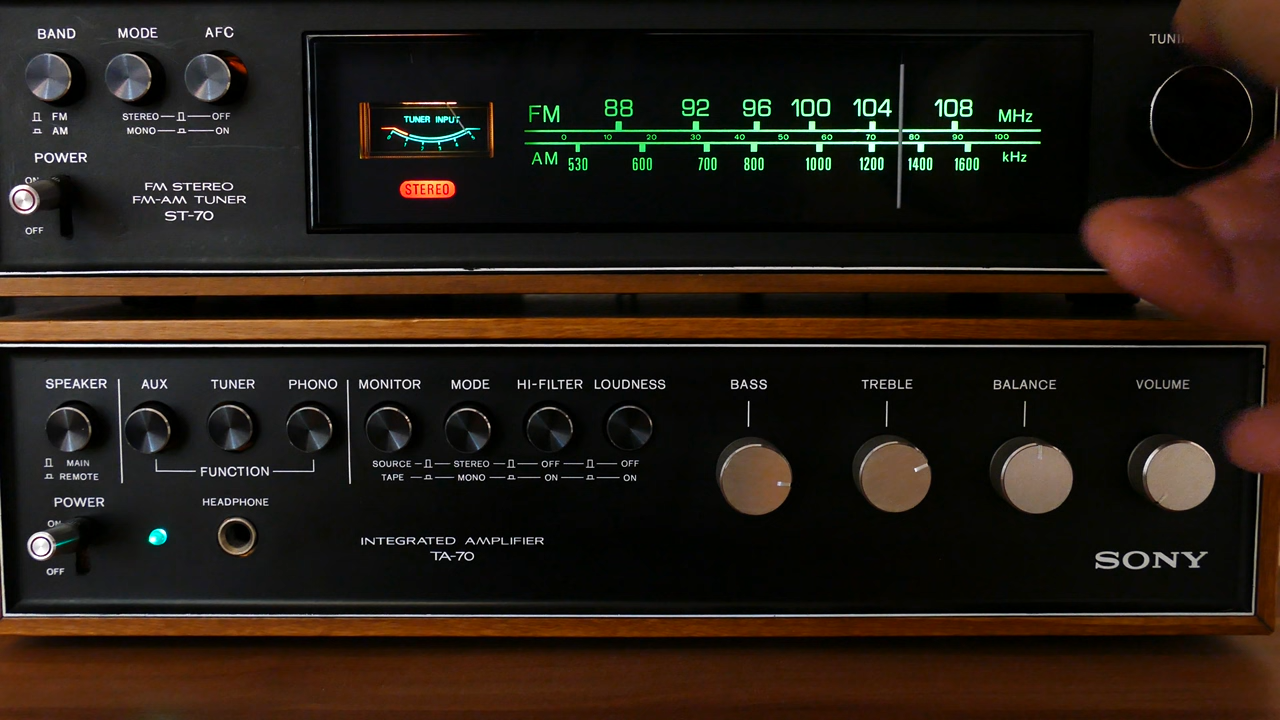 BAND MODE AFC
FM STEREO OFF
AM MONO ON
POWER
ON
OFF
FM STEREO
FM-AM TUNER
ST-70
TUNER INPUT
STEREO
FM 88 92 96 100 104 108 MHz
0 10 20 30 40 50 60 70 80 90 100
AM 530 600 700 800 1000 1200 1400 1600 kHz
SPEAKER AUX TUNER PHONO MONITOR MODE HI-FILTER LOUDNESS BASS TREBLE BALANCE VOLUME
MAIN
REMOTE
FUNCTION
SOURCE STEREO OFF OFF
TAPE MONO ON ON
POWER
ON
OFF
HEADPHONE
INTEGRATED AMPLIFIER
TA-70
SONY